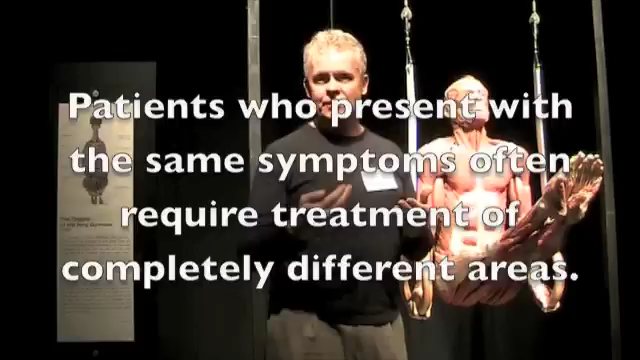 Patients who present with
the same symptoms often
require treatment of
completely different areas.